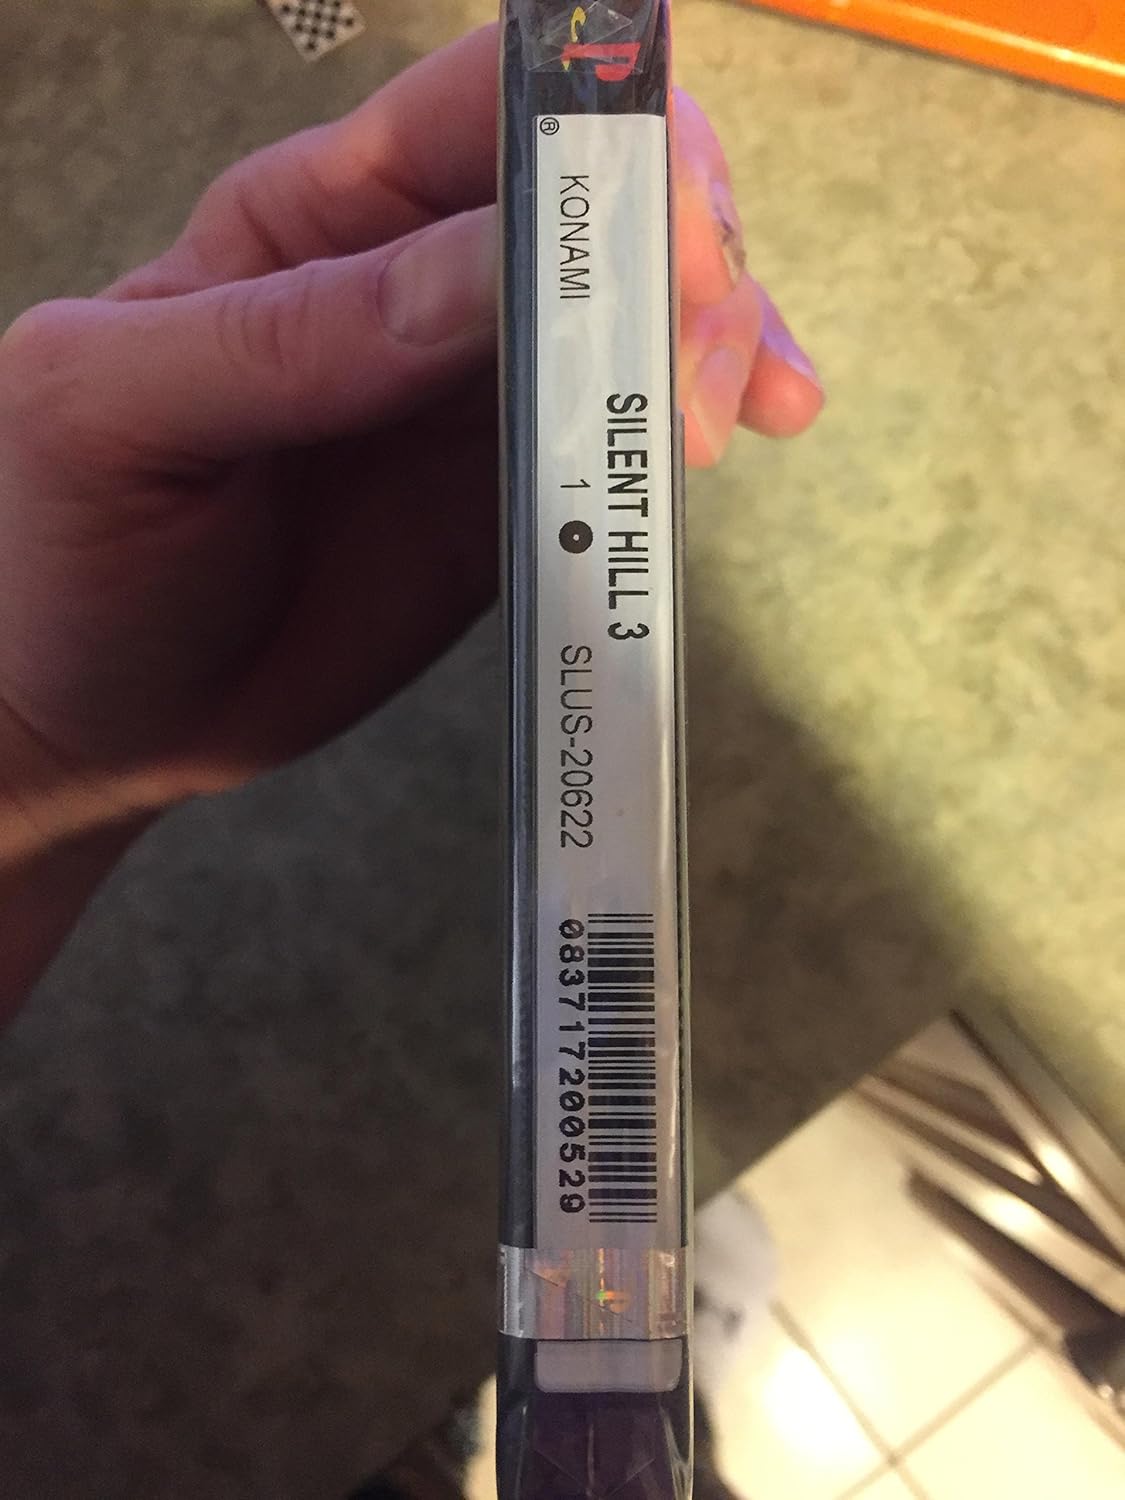 ®
KONAMI
SILENT HILL 3
1
SLUS-20622
083717200529